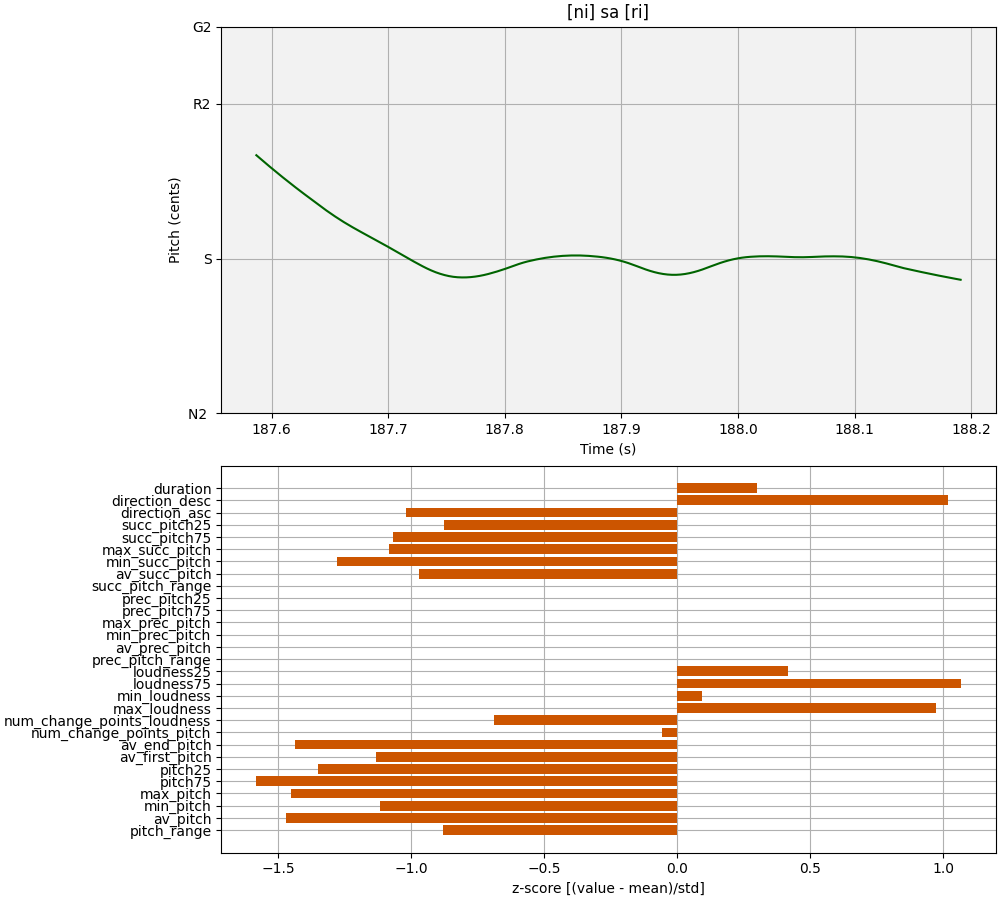 [ni] sa [ri]
G2
R2
S
N2
Pitch (cents)
187.6 187.7 187.8 187.9 188.0 188.1 188.2
Time (s)
duration
direction_desc
direction_asc
succ_pitch25
succ_pitch75
max_succ_pitch
min_succ_pitch
av_succ_pitch
succ_pitch_range
prec_pitch25
prec_pitch75
max_prec_pitch
min_prec_pitch
av_prec_pitch
prec_pitch_range
loudness25
loudness75
min_loudness
max_loudness
num_change_points_loudness
num_change_points_pitch
av_end_pitch
av_first_pitch
pitch25
pitch75
max_pitch
min_pitch
av_pitch
pitch_range
−1.5 −1.0 −0.5 0.0 0.5 1.0
z-score [(value - mean)/std]